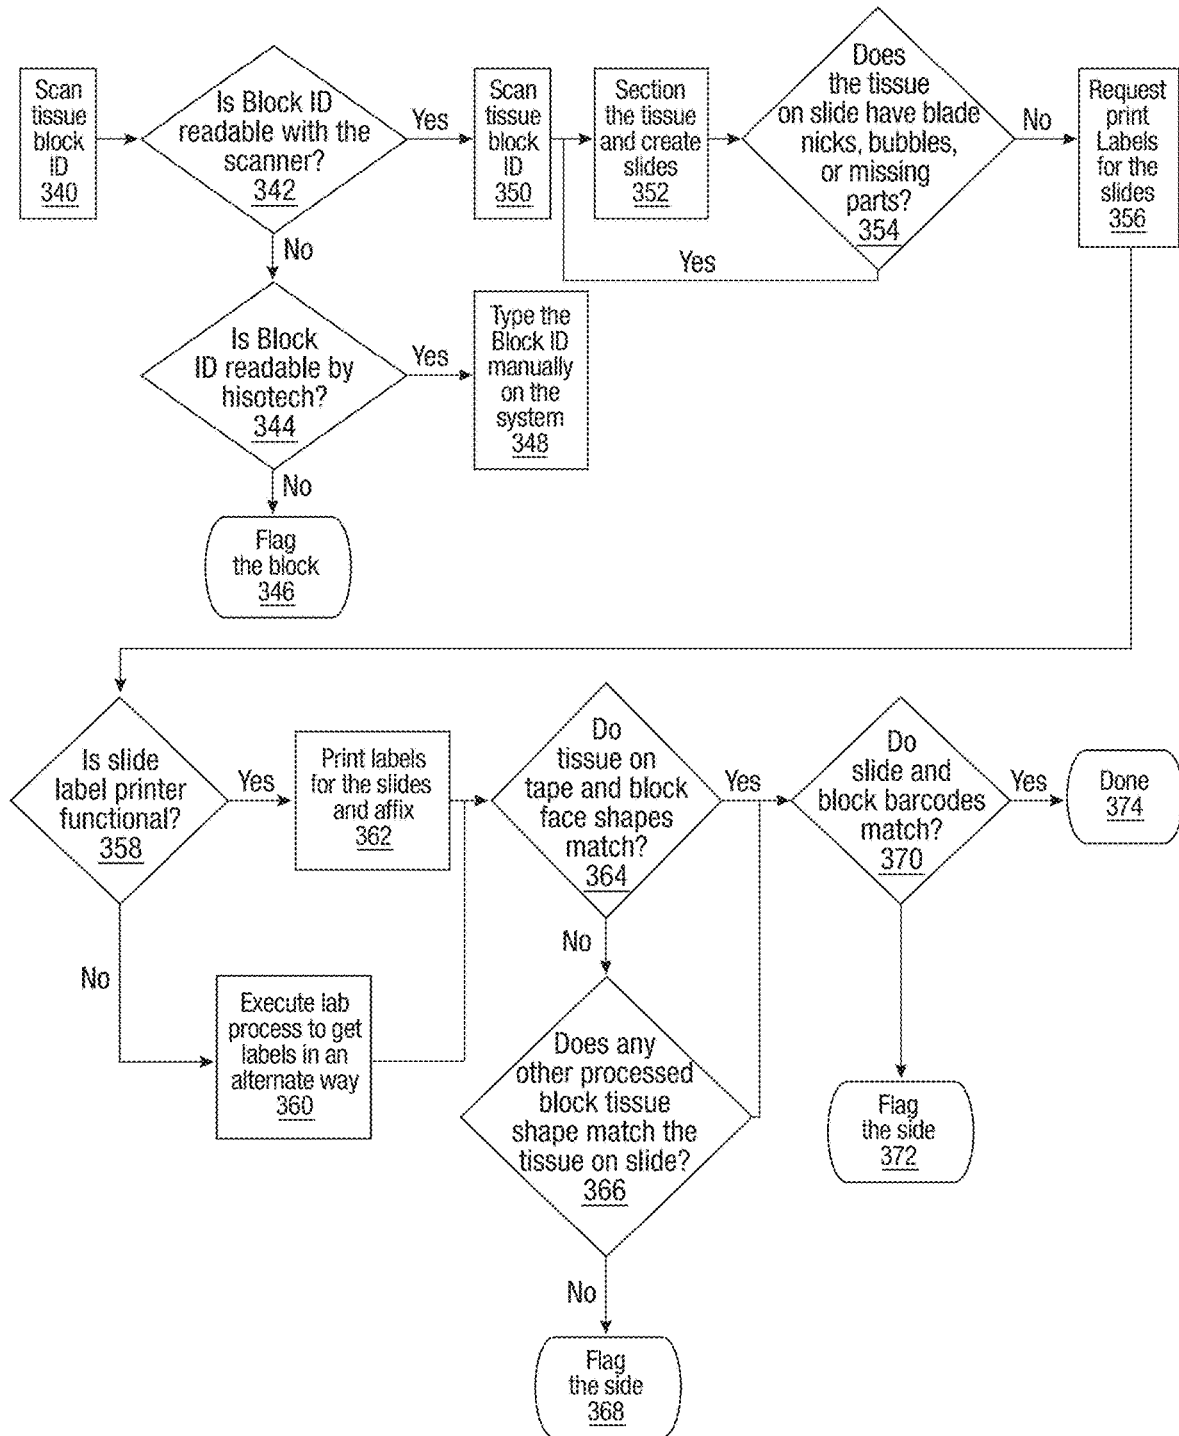 Scan
tissue
block
ID
340
Is Block ID
readable with the
scanner?
342
Yes
Scan
tissue
block
ID
350
Section
the tissue
and create
slides
352
Does
the tissue
on slide have blade
nicks, bubbles,
or missing
parts?
354
No
Request
print
Labels
for the
slides
356
Yes
No
Is Block
ID readable by
hisotech?
344
Yes
Type the
Block ID
manually
on the
system
348
No
Flag
the block
346
Is slide
label printer
functional?
358
Yes
Print labels
for the slides
and affix
362
Do
tissue on
tape and block
face shapes
match?
364
Yes
Do
slide and
block barcodes
match?
370
Yes
Done
374
No
Execute lab
process to get
labels in an
alternate way
360
No
Does any
other processed
block tissue
shape match the
tissue on slide?
366
Flag
the side
372
No
Flag
the side
368